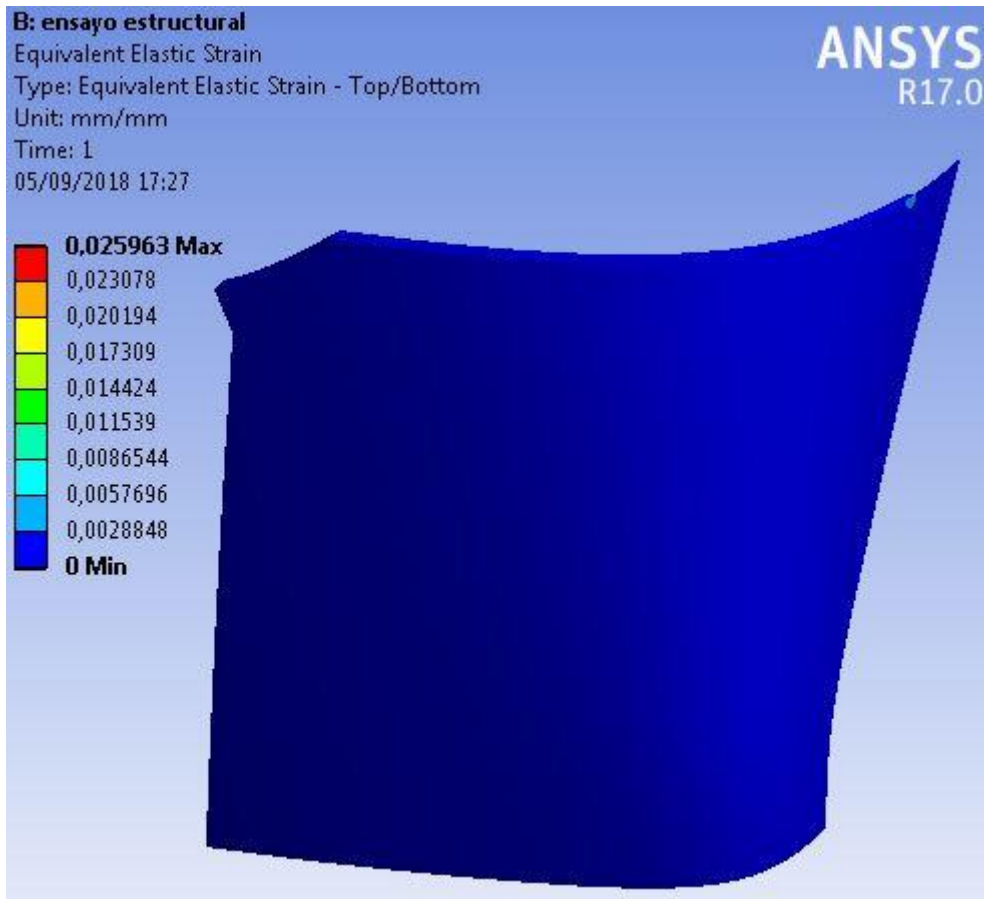 B: ensayo estructural
Equivalent Elastic Strain
Type: Equivalent Elastic Strain - Top/Bottom
Unit: mm/mm
Time: 1
05/09/2018 17:27
ANSYS
R17.0
0,025963 Max
0,023078
0,020194
0,017309
0,014424
0,011539
0,0086544
0,0057696
0,0028848
0 Min